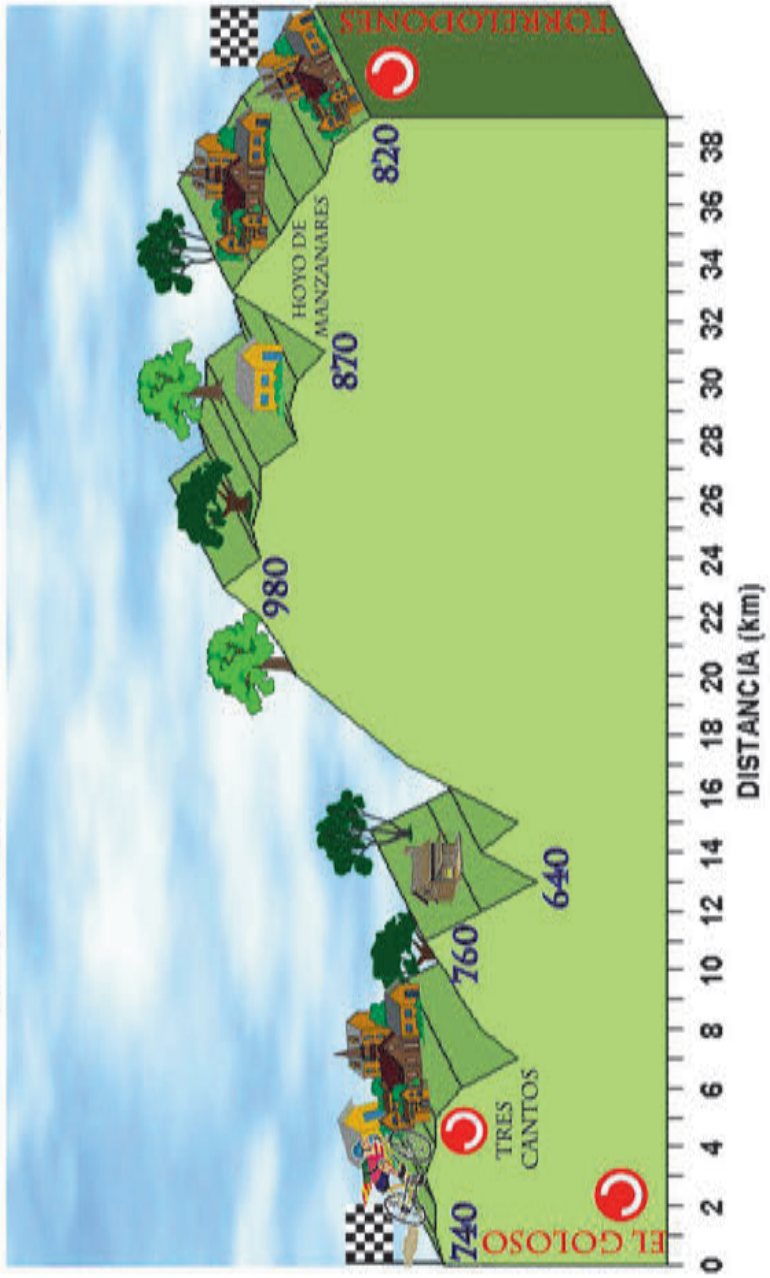 EL GOLOSO
740
TRES
CANTOS
760
640
980
870
HOYO DE
MANZANARES
820
TORRELODONES
0 2 4 6 8 10 12 14 16 18 20 22 24 26 28 30 32 34 36 38
DISTANCIA (km)